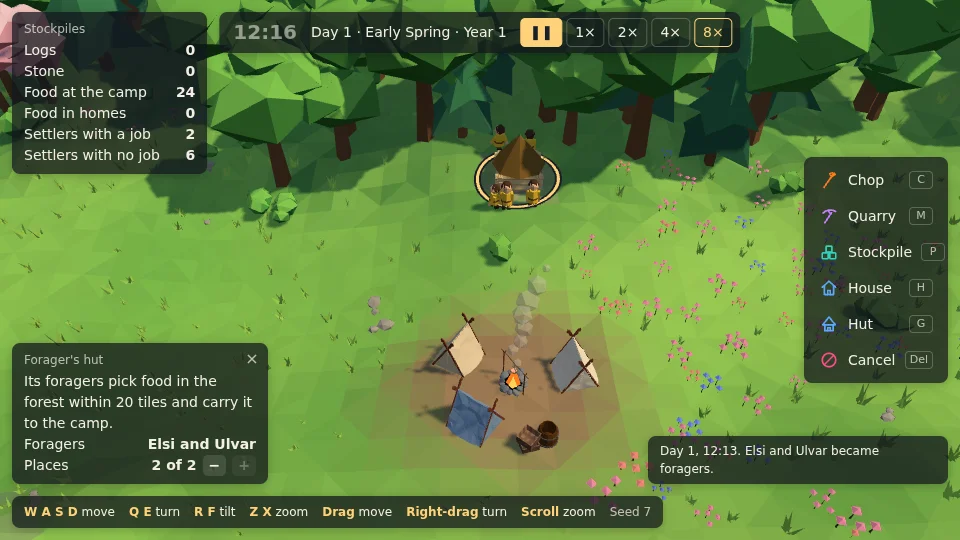 Stockpiles
Logs 0
Stone 0
Food at the camp 24
Food in homes 0
Settlers with a job 2
Settlers with no job 6
12:16 Day 1 · Early Spring · Year 1 1× 2× 4× 8×
Chop C
Quarry M
Stockpile P
House H
Hut G
Cancel Del
Forager's hut ×
Its foragers pick food in the
forest within 20 tiles and carry it
to the camp.
Foragers Elsi and Ulvar
Places 2 of 2 − +
Day 1, 12:13. Elsi and Ulvar became
foragers.
W A S D move Q E turn R F tilt Z X zoom Drag move Right-drag turn Scroll zoom Seed 7